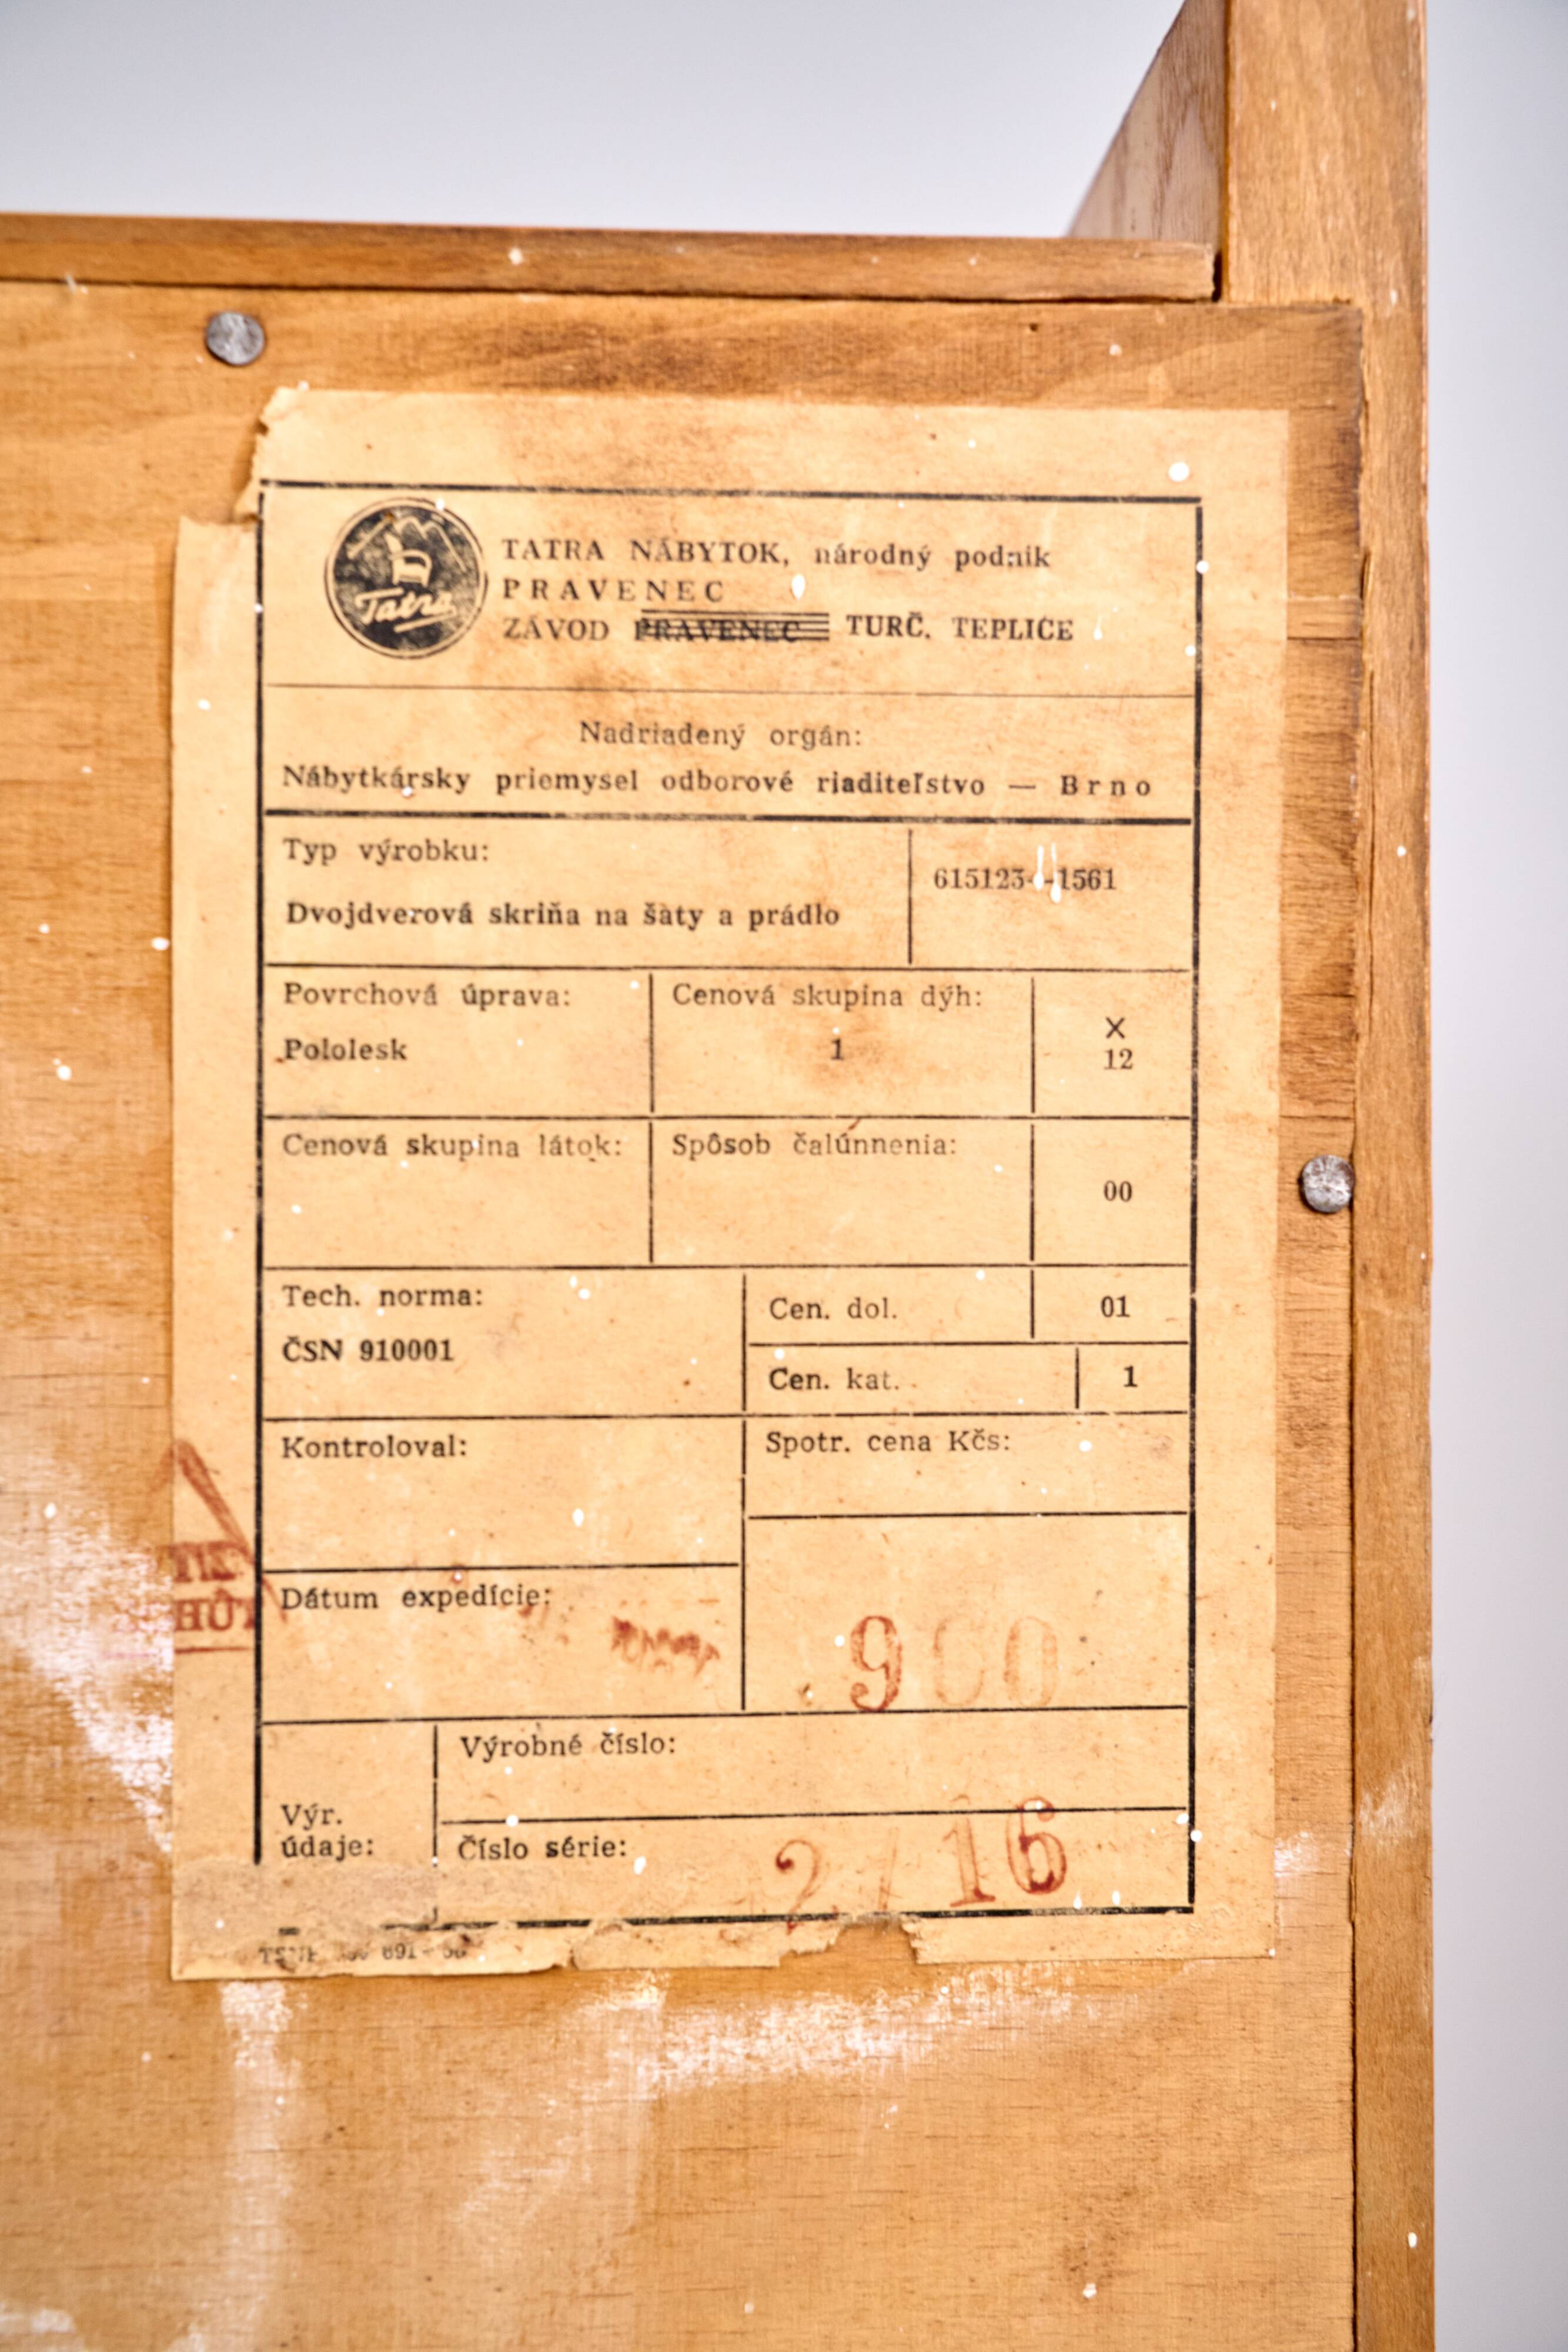 Tatra
TATRA NÁBYTOK, národný podnik
PRAVENEC
ZÁVOD PRAVENEC TURČ. TEPLICE
Nadriadený orgán:
Nábytkársky priemysel odborové riaditeľstvo — Brno
Typ výrobku:
615123- -1561
Dvojdverová skriňa na šaty a prádlo
Povrchová úprava:
Cenová skupina dýh:
Pololesk
1
X
12
Cenová skupina látok:
Spôsob čalúnnenia:
00
Tech. norma:
ČSN 910001
Cen. dol.
01
Cen. kat.
1
Kontroloval:
Spotr. cena Kčs:
Dátum expedície:
900
Výr.
údaje:
Výrobné číslo:
Číslo série:
2/16